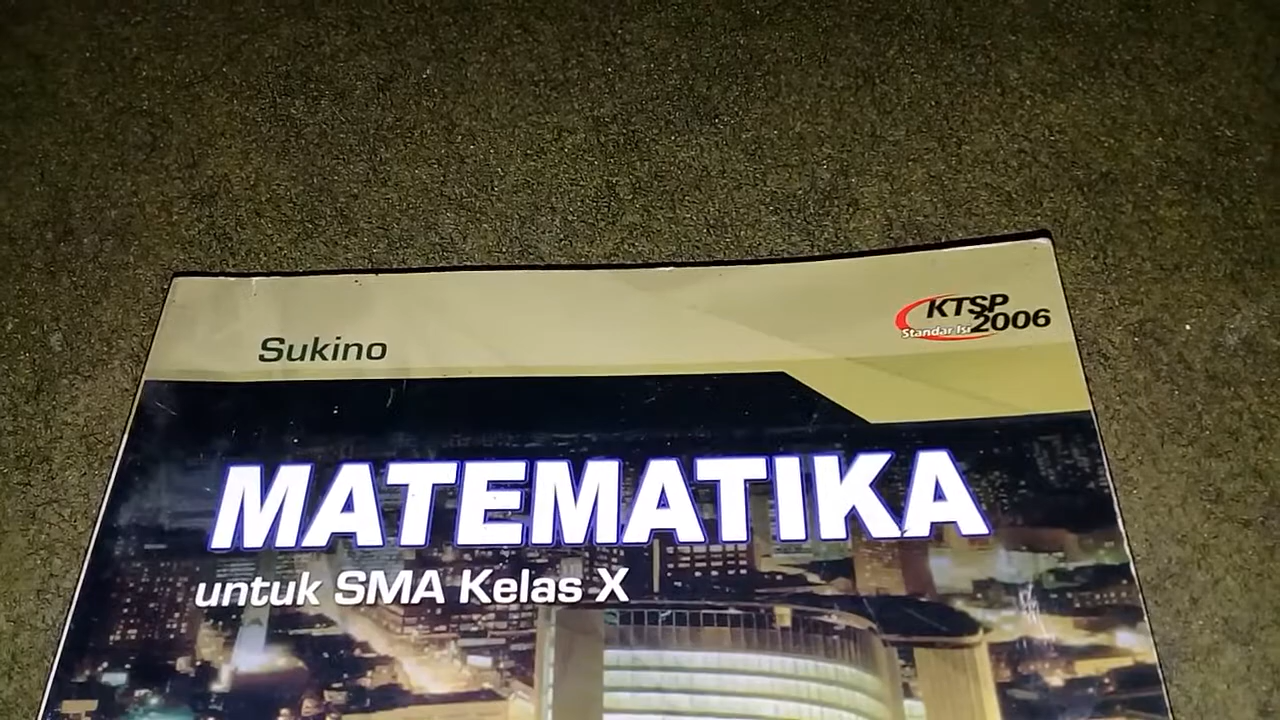 Sukino
KTSP
Standar Isi 2006
MATEMATIKA
untuk SMA Kelas X